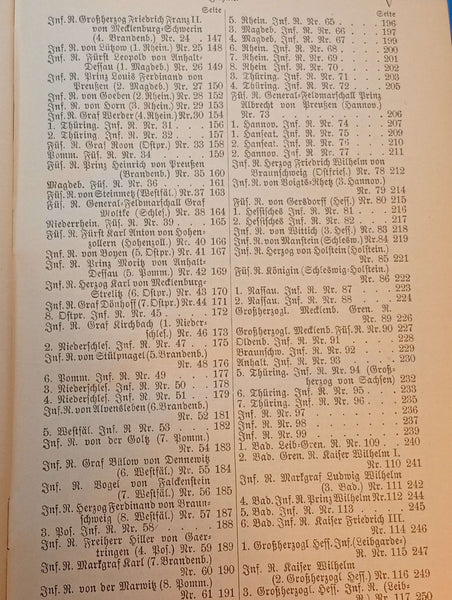 V
Seite
Inf. R. Großherzog Friedrich Franz II.
von Mecklenburg-Schwerin
(4. Brandenb.) Nr. 24 . 147
Inf. R. von Lützow (1. Rhein.) Nr. 25 148
Inf. R. Fürst Leopold von Anhalt-
Dessau (1. Magdeb.) Nr. 26 149
Inf. R. Prinz Louis Ferdinand von
Preußen (2. Magdeb.) Nr. 27 150
Inf. R. von Goeben (2. Rhein.) Nr. 28 152
Inf. R. von Horn (3. Rhein.) Nr. 29 153
Inf. R. Graf Werder (4. Rhein.) Nr. 30 154
1. Thüring. Inf. R. Nr. 31 . . . . 156
2. Thüring. Inf. R. Nr. 32 . . . . 157
Füs. R. Graf Roon (Ostpr.) Nr. 33 158
Pomm. Füs. R. Nr. 34 . . . . . 159
Füs. R. Prinz Heinrich von Preußen
(Brandenb.) Nr. 35 160
Magdeb. Füs. R. Nr. 36 . . . . 161
Füs. R. von Steinmetz (Westfäl.) Nr. 37 163
Füs. R. General-Feldmarschall Graf
Moltke (Schles.) Nr. 38 164
Niederrhein. Füs. R. Nr. 39 . . . 165
Füs. R. Fürst Karl Anton von Hohen-
zollern (Hohenzoll.) Nr. 40 166
Inf. R. von Boyen (5. Ostpr.) Nr. 41 167
Inf. R. Prinz Moritz von Anhalt-
Dessau (5. Pomm.) Nr. 42 169
Inf. R. Herzog Karl von Mecklenburg-
Strelitz (6. Ostpr.) Nr. 43 170
Inf. R. Graf Dönhoff (7. Ostpr.) Nr. 44 171
8. Ostpr. Inf. R. Nr. 45 . . . . 172
Inf. R. Graf Kirchbach (1. Nieder-
schles.) Nr. 46 173
2. Niederschles. Inf. R. Nr. 47 . . 175
Inf. R. von Stülpnagel (5. Brandenb.)
Nr. 48 176
6. Pomm. Inf. R. Nr. 49 . . . . 177
3. Niederschles. Inf. R. Nr. 50 . . . 178
4. Niederschles. Inf. R. Nr. 51 . . . 179
Inf. R. von Alvensleben (6. Brandenb.)
Nr. 52 181
5. Westfäl. Inf. R. Nr. 53 . . . . 182
Inf. R. von der Goltz (7. Pomm.)
Nr. 54 183
Inf. R. Graf Bülow von Dennewitz
(6. Westfäl.) Nr. 55 184
Inf. R. Vogel von Falckenstein
(7. Westfäl.) Nr. 56 185
Inf. R. Herzog Ferdinand von Braun-
schweig (8. Westfäl.) Nr. 57 187
3. Pos. Inf. R. Nr. 58 . . . . . 188
Inf. R. Freiherr Hiller von Gaer-
tringen (4. Pos.) Nr. 59 189
Inf. R. Markgraf Karl (7. Brandenb.)
Nr. 60 190
Inf. R. von der Marwitz (8. Pomm.)
Nr. 61 191
Seite
5. Rhein. Inf. R. Nr. 65 . . . . 196
3. Magdeb. Inf. R. Nr. 66 . . . . 197
4. Magdeb. Inf. R. Nr. 67 . . . . 199
6. Rhein. Inf. R. Nr. 68 . . . . 200
7. Rhein. Inf. R. Nr. 69 . . . . 201
8. Rhein. Inf. R. Nr. 70 . . . . 202
3. Thüring. Inf. R. Nr. 71 . . . . 203
4. Thüring. Inf. R. Nr. 72 . . . . 205
Füs. R. General-Feldmarschall Prinz
Albrecht von Preußen (Hannov.)
Nr. 73 . . . . . 206
1. Hannov. Inf. R. Nr. 74 . . . . 207
1. Hanseat. Inf. R. Nr. 75 . . . . 209
2. Hanseat. Inf. R. Nr. 76 . . . . 210
2. Hannov. Inf. R. Nr. 77 . . . . 211
Inf. R. Herzog Friedrich Wilhelm von
Braunschweig (Ostfries.) Nr. 78 212
Inf. R. von Voigts-Rhetz (3. Hannov.)
Nr. 79 214
Füs. R. von Gersdorff (Hess.) Nr. 80 215
1. Hessisches Inf. R. Nr. 81 . . . 216
2. Hessisches Inf. R. Nr. 82 . . . 217
Inf. R. von Wittich (3. Hess.) Nr. 83 218
Inf. R. von Manstein (Schlesw.) Nr. 84 219
Inf. R. Herzog von Holstein (Holstein.)
Nr. 85 221
Füs. R. Königin (Schleswig-Holstein.)
Nr. 86 222
1. Nassau. Inf. R. Nr. 87 . . . . 223
2. Nassau. Inf. R. Nr. 88 . . . . 224
Großherzogl. Mecklenb. Gren. R.
Nr. 89 226
Großherzogl. Mecklenb. Füs. R. Nr. 90 227
Oldenb. Inf. R. Nr. 91 . . . . . 228
Braunschw. Inf. R. Nr. 92 . . . . 229
Anhalt. Inf. R. Nr. 93 . . . . . 230
5. Thüring. Inf. R. Nr. 94 (Groß-
herzog von Sachsen) 232
6. Thüring. Inf. R. Nr. 95 . . . . 233
7. Thüring. Inf. R. Nr. 96 . . . . 235
Inf. R. Nr. 97 . . . . . . . 236
Inf. R. Nr. 98 . . . . . . . 237
Inf. R. Nr. 99 . . . . . . . 239
1. Bad. Leib-Gren. R. Nr. 109 . . . 240
2. Bad. Gren. R. Kaiser Wilhelm I.
Nr. 110 241
Inf. R. Markgraf Ludwig Wilhelm
(3. Bad.) Nr. 111 242
4. Bad. Inf. R. Prinz Wilhelm Nr. 112 244
5. Bad. Inf. R. Nr. 113 . . . . 245
6. Bad. Inf. R. Kaiser Friedrich III.
Nr. 114 246
1. Großherzogl. Hess. Inf. (Leibgarde-)
R. Nr. 115 247
Inf. R. Kaiser Wilhelm
(2. Großherzogl. Hess.) Nr. 116 249
3. Großherzogl. Hess. Inf. R. (Leib-
R.) Nr. 117 250